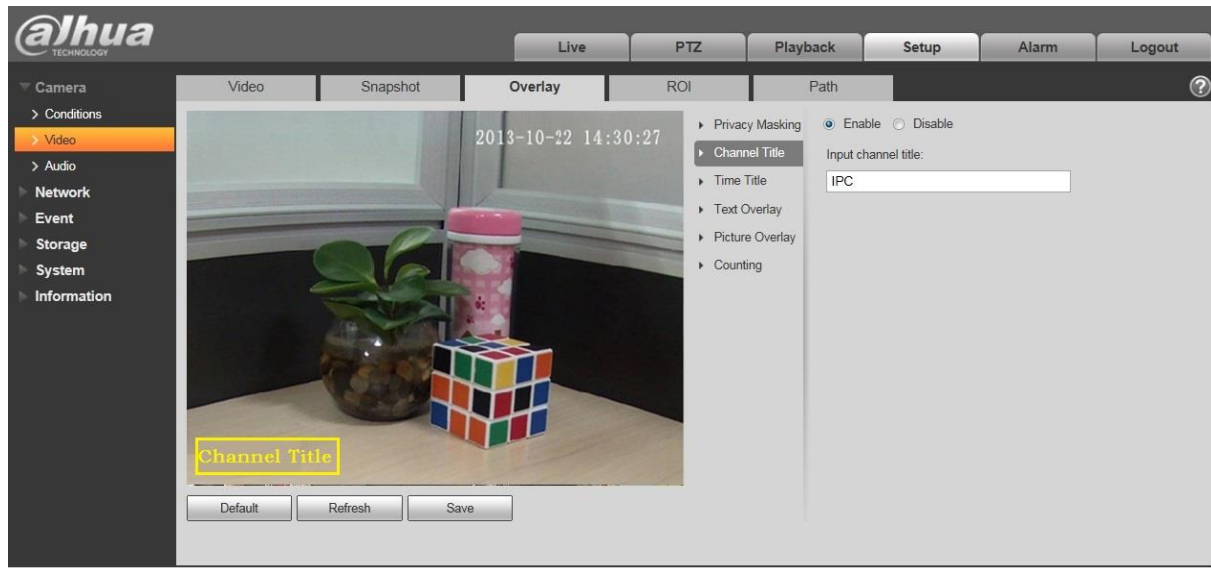 alhua
TECHNOLOGY
Live PTZ Playback Setup Alarm Logout
Camera
Conditions
Video
Audio
Network
Event
Storage
System
Information
Video Snapshot Overlay ROI Path
?
2013-10-22 14:30:27
Channel Title
Default Refresh Save
Privacy Masking
Channel Title
Time Title
Text Overlay
Picture Overlay
Counting
Enable Disable
Input channel title:
IPC